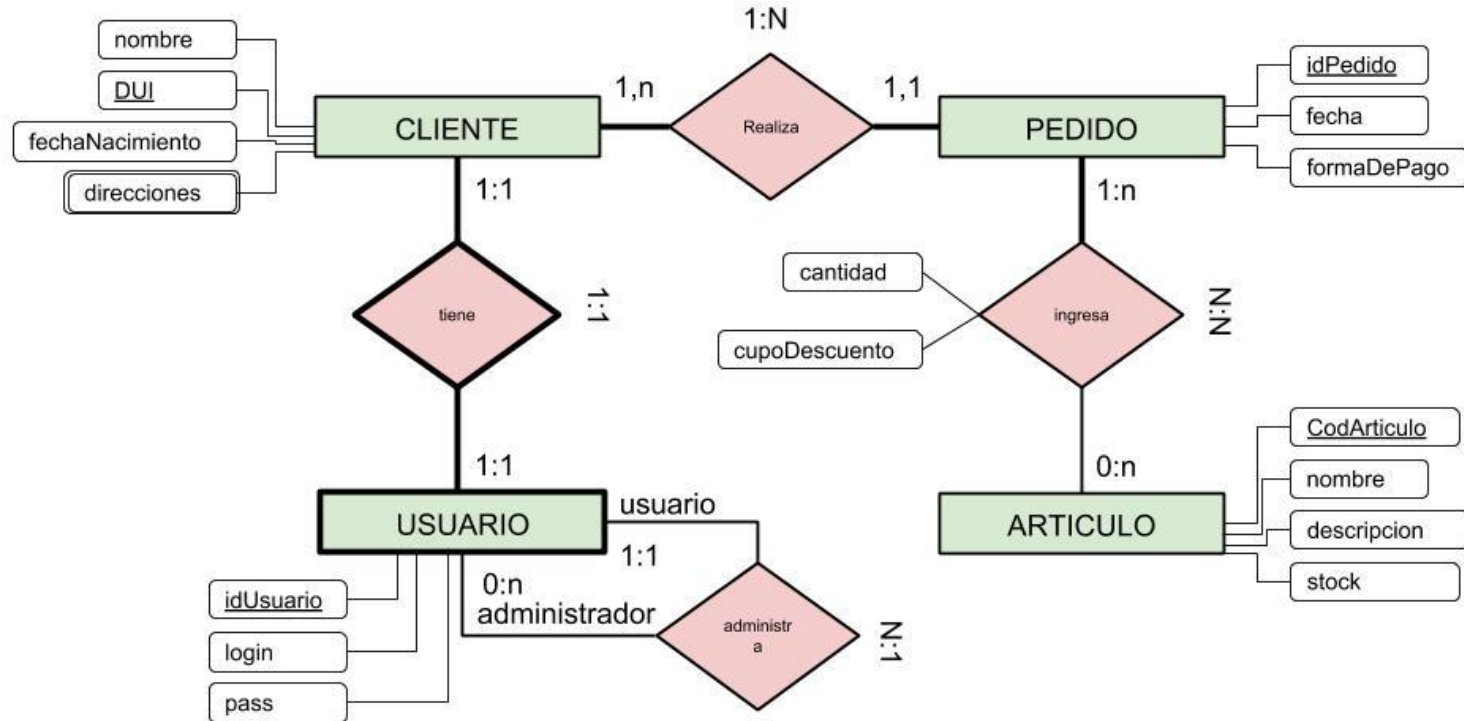 1:N
nombre
DUI
fechaNacimiento
direcciones
CLIENTE
1,n
Realiza
1,1
PEDIDO
idPedido
fecha
formaDePago
1:1
tiene
1:1
1:1
1:n
cantidad
cupoDescuento
ingresa
N:N
0:n
USUARIO
usuario
1:1
0:n
administrador
administr
a
N:1
idUsuario
login
pass
ARTICULO
CodArticulo
nombre
descripcion
stock